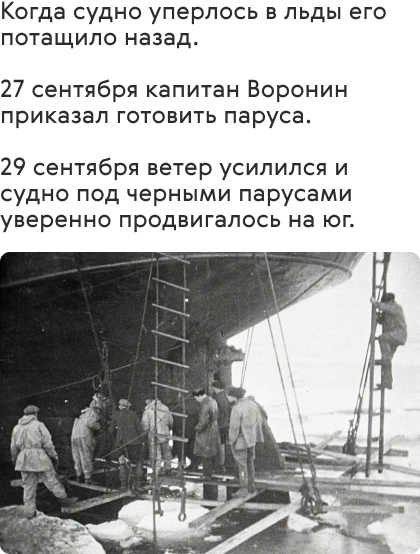 Когда судно уперлось в льды его
потащило назад.
27 сентября капитан Воронин
приказал готовить паруса.
29 сентября ветер усилился и
судно под черными парусами
уверенно продвигалось на юг.